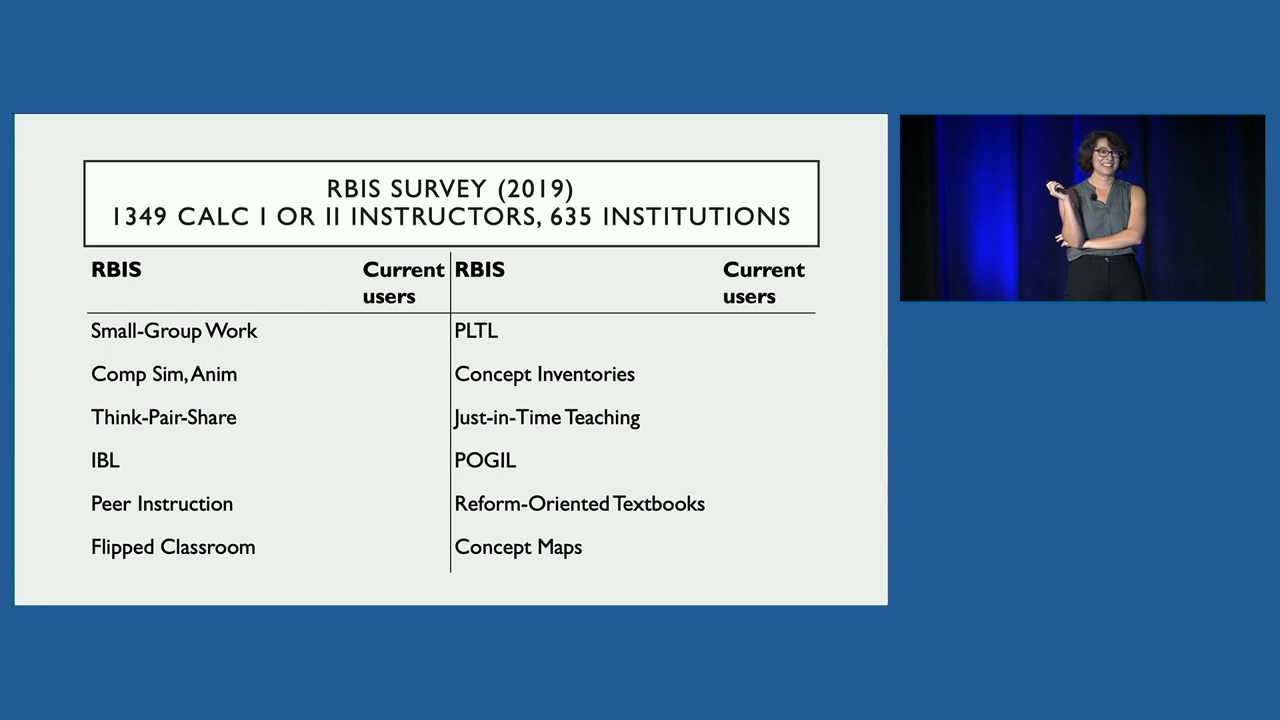 RBIS SURVEY (2019)
1349 CALC I OR II INSTRUCTORS, 635 INSTITUTIONS
RBIS Current users RBIS Current users
Small-Group Work PLTL
Comp Sim, Anim Concept Inventories
Think-Pair-Share Just-in-Time Teaching
IBL POGIL
Peer Instruction Reform-Oriented Textbooks
Flipped Classroom Concept Maps